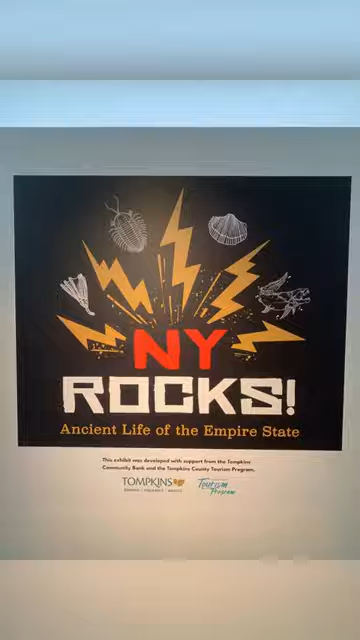 NY
ROCKS!
Ancient Life of the Empire State
This exhibit was developed with support from the Tompkins
Community Bank and the Tompkins County Tourism Program.
TOMPKINS
Tourism
Program